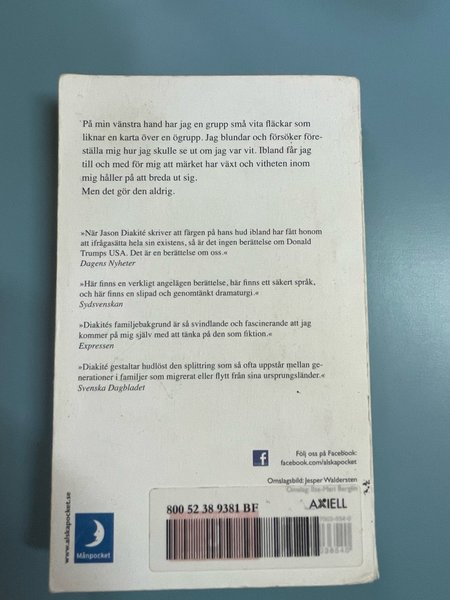 På min vänstra hand har jag en grupp små vita fläckar som
liknar en karta över en ögrupp. Jag blundar och försöker före-
ställa mig hur jag skulle se ut om jag var vit. Ibland får jag
till och med för mig att märket har växt och vitheten inom
mig håller på att breda ut sig.
Men det gör den aldrig.
»När Jason Diakité skriver att färgen på hans hud ibland har fått honom
att ifrågasätta hela sin existens, så är det ingen berättelse om Donald
Trumps USA. Det är en berättelse om oss.«
Dagens Nyheter
»Här finns en verkligt angelägen berättelse, här finns ett säkert språk,
och här finns en slipad och genomtänkt dramaturgi.«
Sydsvenskan
»Diakités familjebakgrund är så svindlande och fascinerande att jag
kommer på mig själv med att tänka på den som fiktion.«
Expressen
»Diakité gestaltar hudlöst den splittring som så ofta uppstår mellan ge-
nerationer i familjer som migrerat eller flytt från sina ursprungsländer.«
Svenska Dagbladet
f
Följ oss på Facebook:
facebook.com/alskapocket
Omslagsbild: Jesper Waldersten
Omslag:
www.alskapocket.se
Månpocket
800 52 38 9381 BF
AXIELL